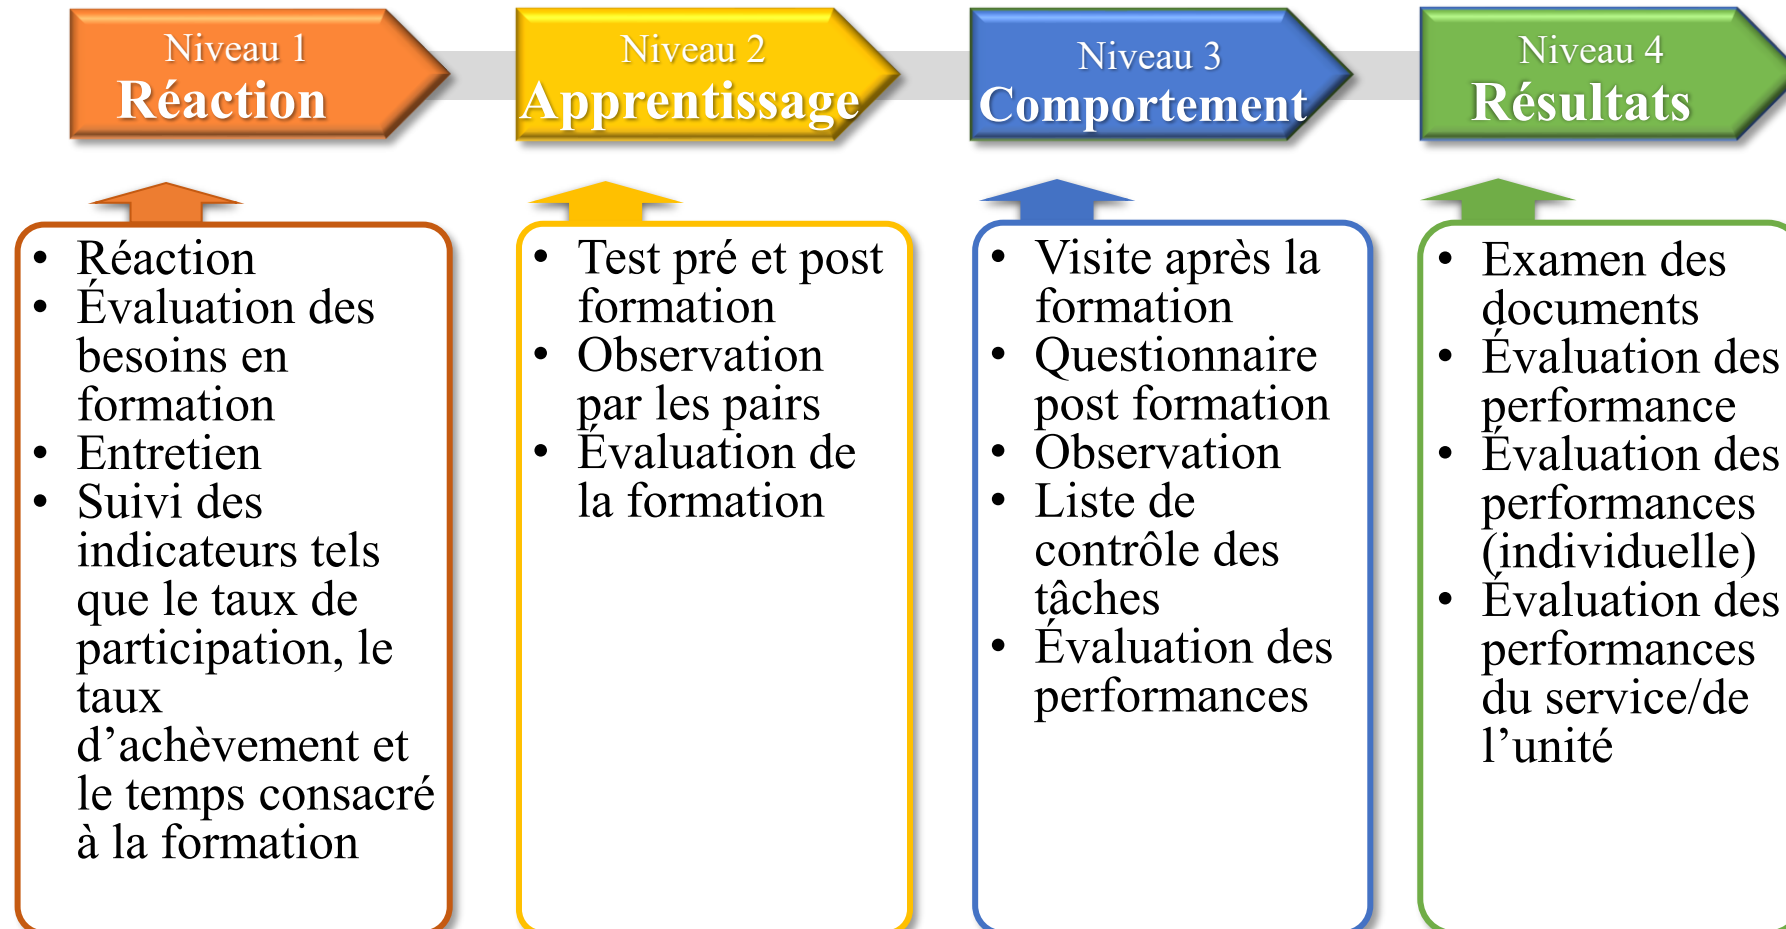 Niveau 1
Réaction
Niveau 2
Apprentissage
Niveau 3
Comportement
Niveau 4
Résultats
• Réaction
• Évaluation des
besoins en
formation
• Entretien
• Suivi des
indicateurs tels
que le taux de
participation, le
taux
d’achèvement et
le temps consacré
à la formation
• Test pré et post
formation
• Observation
par les pairs
• Évaluation de
la formation
• Visite après la
formation
• Questionnaire
post formation
• Observation
• Liste de
contrôle des
tâches
• Évaluation des
performances
• Examen des
documents
• Évaluation des
performance
• Évaluation des
performances
(individuelle)
• Évaluation des
performances
du service/de
l’unité